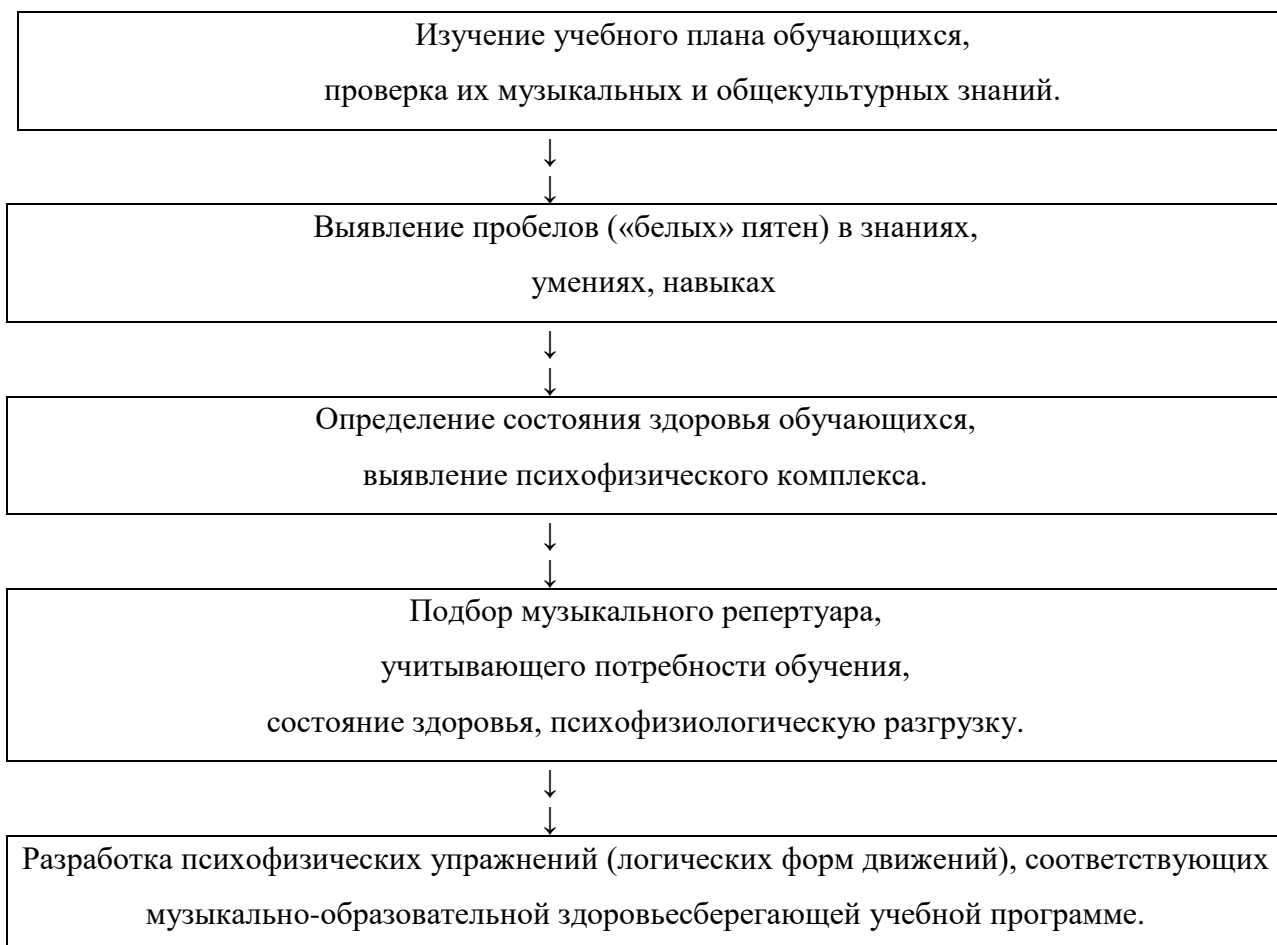 Изучение учебного плана обучающихся,
проверка их музыкальных и общекультурных знаний.
↓
↓
Выявление пробелов («белых» пятен) в знаниях,
умениях, навыках
↓
↓
Определение состояния здоровья обучающихся,
выявление психофизического комплекса.
↓
↓
Подбор музыкального репертуара,
учитывающего потребности обучения,
состояние здоровья, психофизиологическую разгрузку.
↓
↓
Разработка психофизических упражнений (логических форм движений), соответствующих
музыкально-образовательной здоровьесберегающей учебной программе.